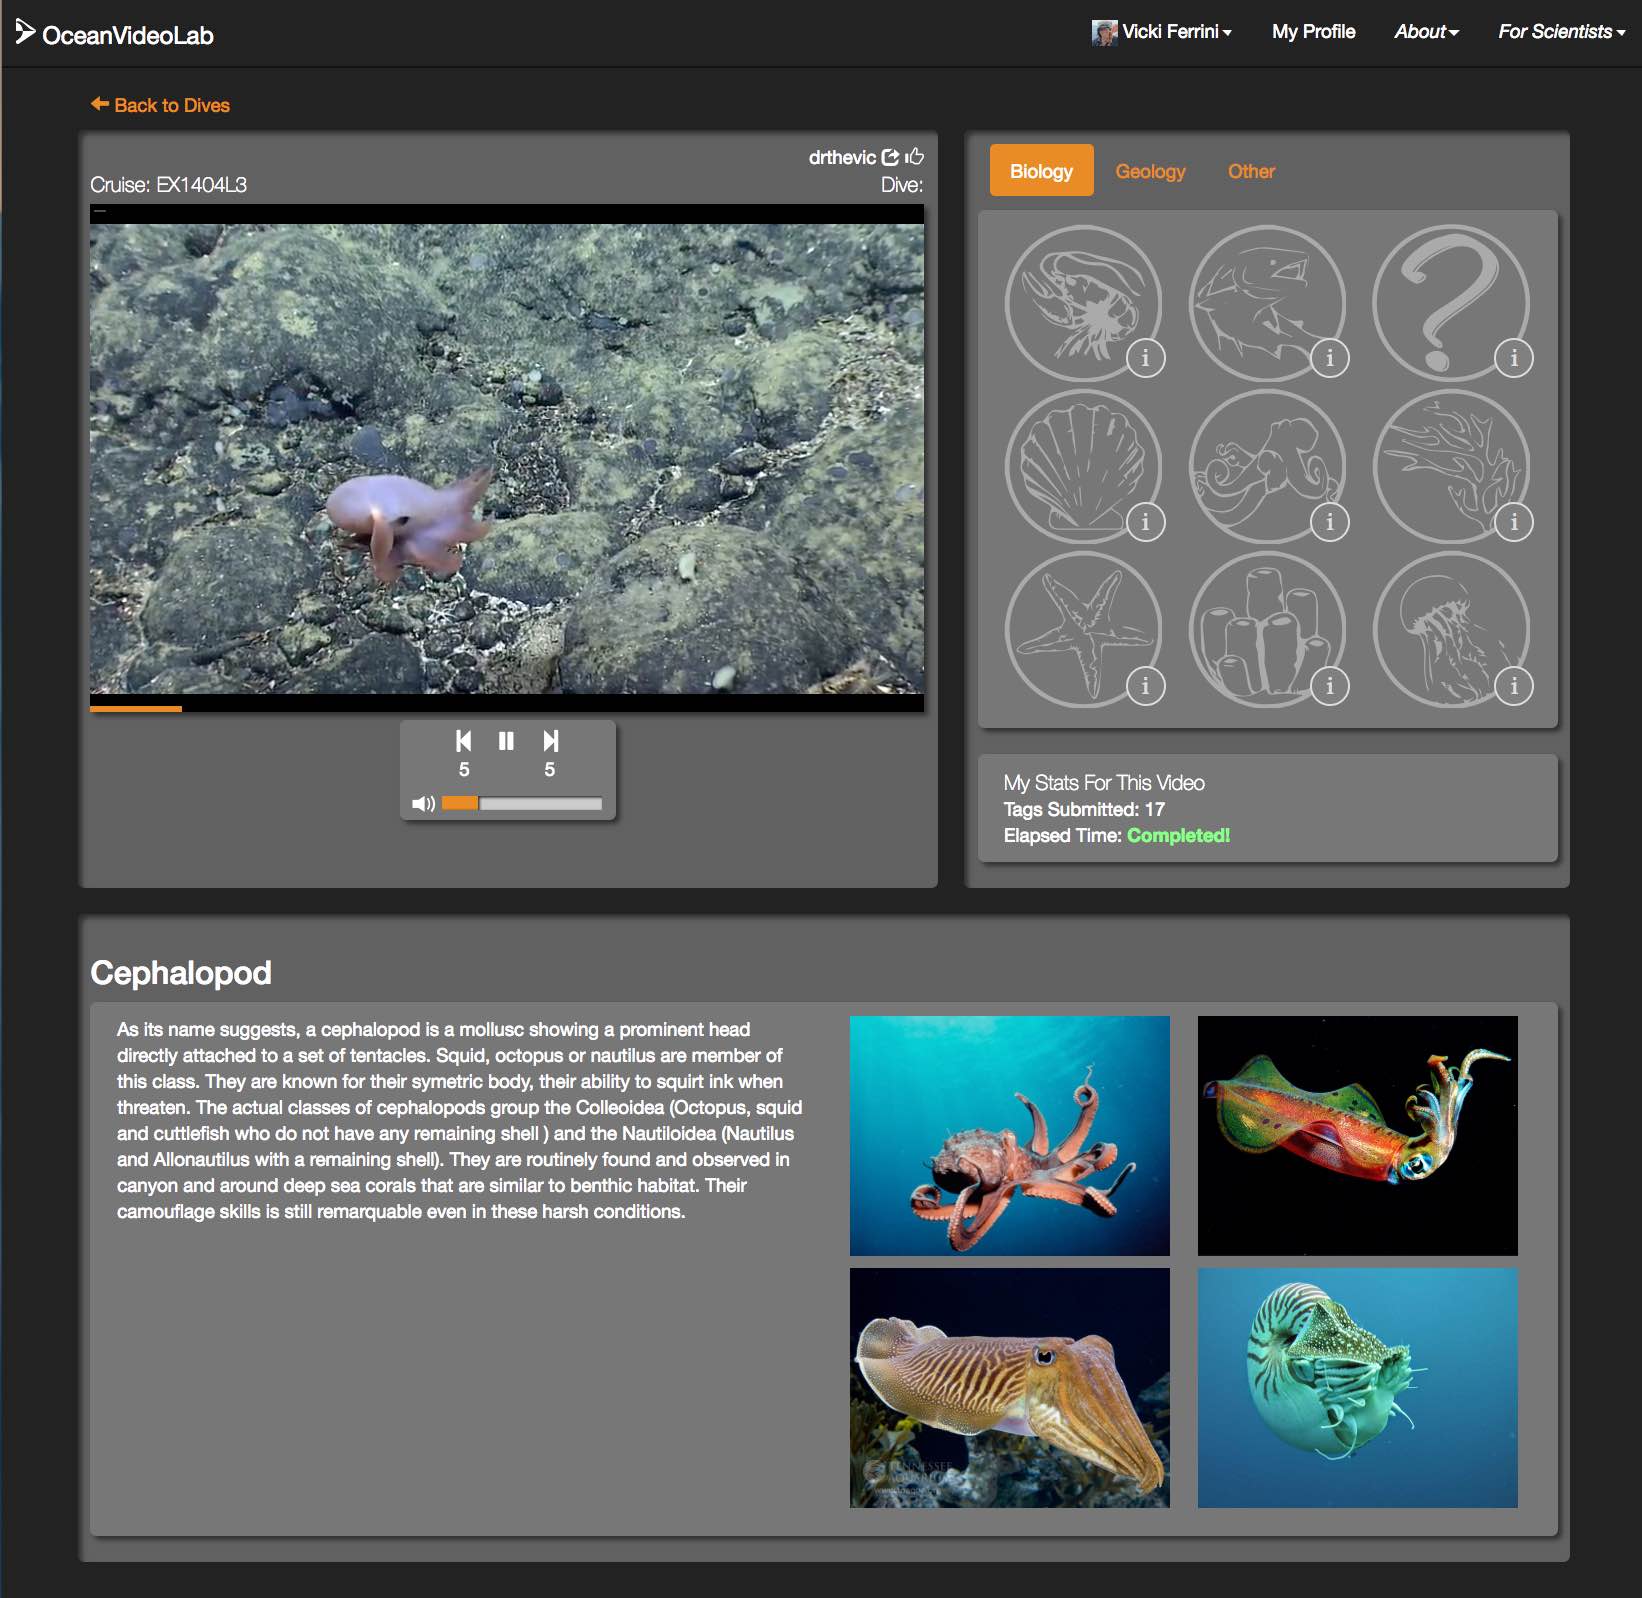 OceanVideoLab
Vicki Ferrini
My Profile
About
For Scientists
Back to Dives
drthevic
Cruise: EX1404L3
Dive:
Biology
Geology
Other
?
i
i
i
i
i
i
i
i
i
5
5
My Stats For This Video
Tags Submitted: 17
Elapsed Time: Completed!
Cephalopod
As its name suggests, a cephalopod is a mollusc showing a prominent head
directly attached to a set of tentacles. Squid, octopus or nautilus are member of
this class. They are known for their symetric body, their ability to squirt ink when
threaten. The actual classes of cephalopods group the Colleoidea (Octopus, squid
and cuttlefish who do not have any remaining shell ) and the Nautiloidea (Nautilus
and Allonautilus with a remaining shell). They are routinely found and observed in
canyon and around deep sea corals that are similar to benthic habitat. Their
camouflage skills is still remarquable even in these harsh conditions.
TENNESSEE
AQUARIUM